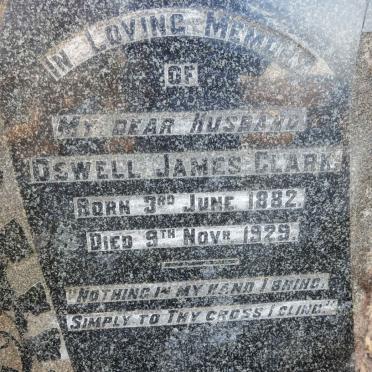 IN LOVING MEMORY
OF
MY DEAR HUSBAND
OSWELL JAMES CLARK
BORN 3RD JUNE 1882.
DIED 9TH NOVR 1929.
"NOTHING IN MY HAND I BRING,
SIMPLY TO THY CROSS I CLING."